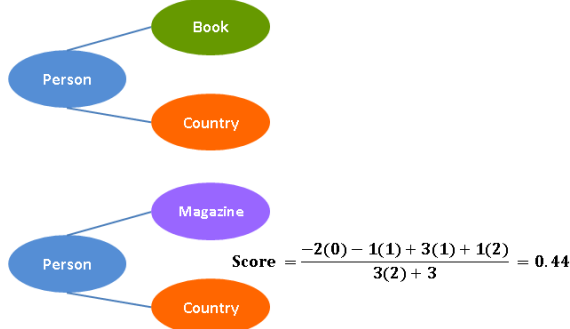 Book
Person
Country
Magazine
Person
Score = \frac{-2(0) - 1(1) + 3(1) + 1(2)}{3(2) + 3} = 0.44
Country